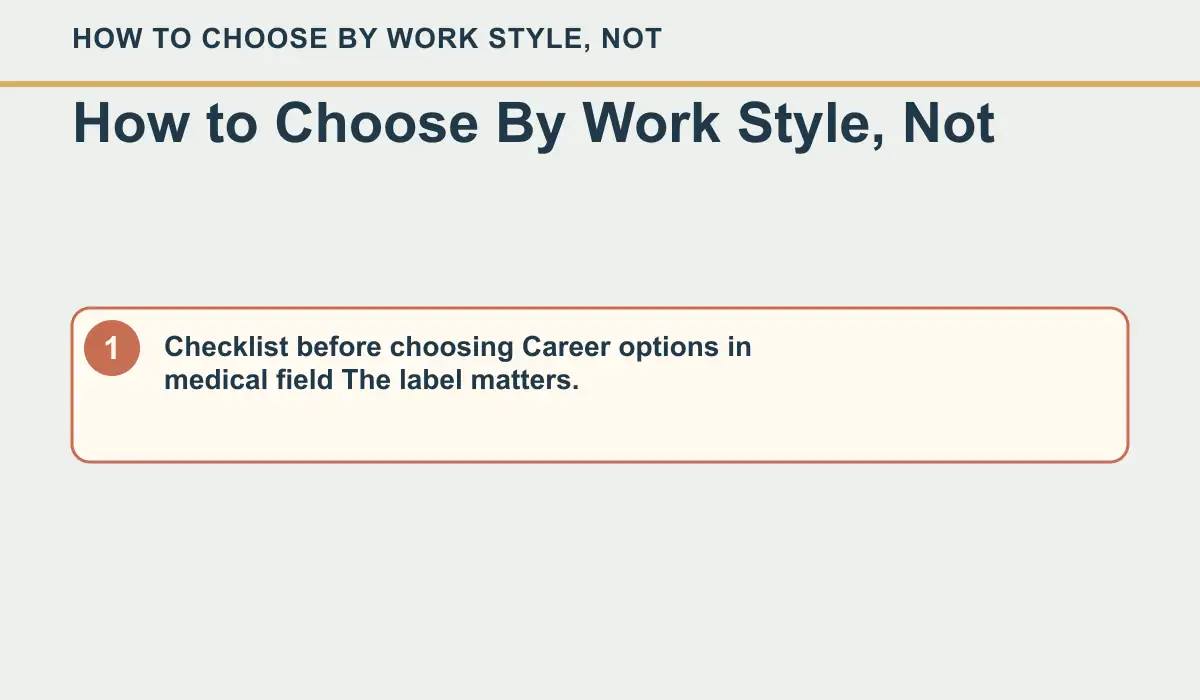 HOW TO CHOOSE BY WORK STYLE, NOT
How to Choose By Work Style, Not
1
Checklist before choosing Career options in
medical field The label matters.